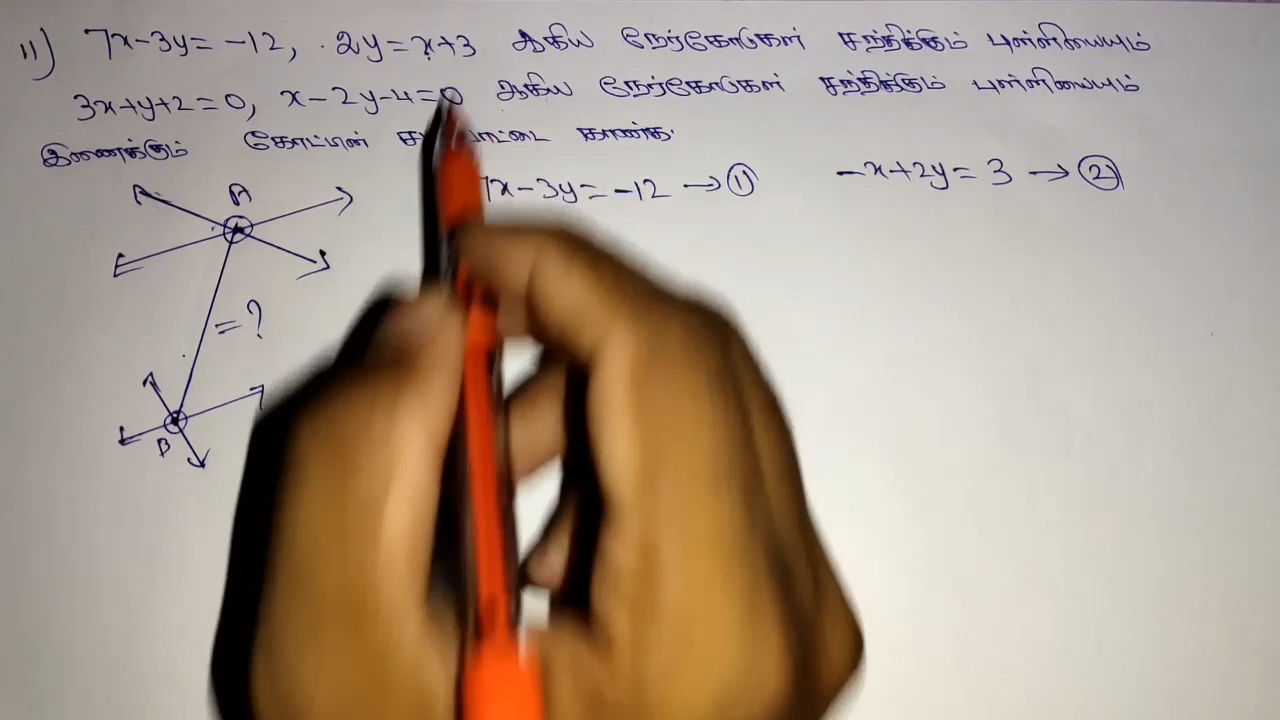 11) 7x-3y=-12, 2y=x+3 ஆகிய நேர்கோடுகள் சந்திக்கும் புள்ளியையும்
3x+y+2=0, x-2y-4=0 ஆகிய நேர்கோடுகள் சந்திக்கும் புள்ளியையும்
இணைக்கும் கோட்டின் காண்க.
7x-3y=-12 → ① -x+2y=3 → ②
A
=?
B